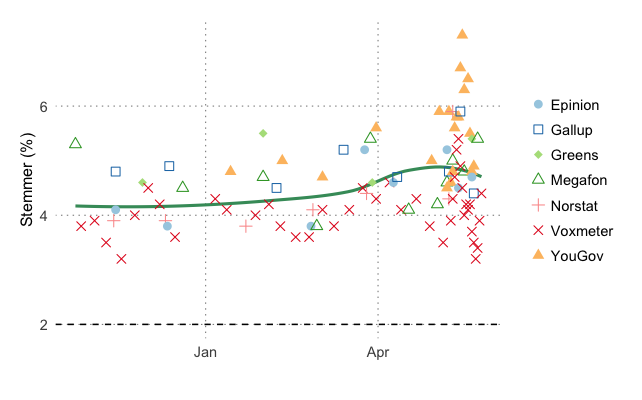 Stemmer (%)
6
4
2
Jan
Apr
Epinion
Gallup
Greens
Megafon
Norstat
Voxmeter
YouGov